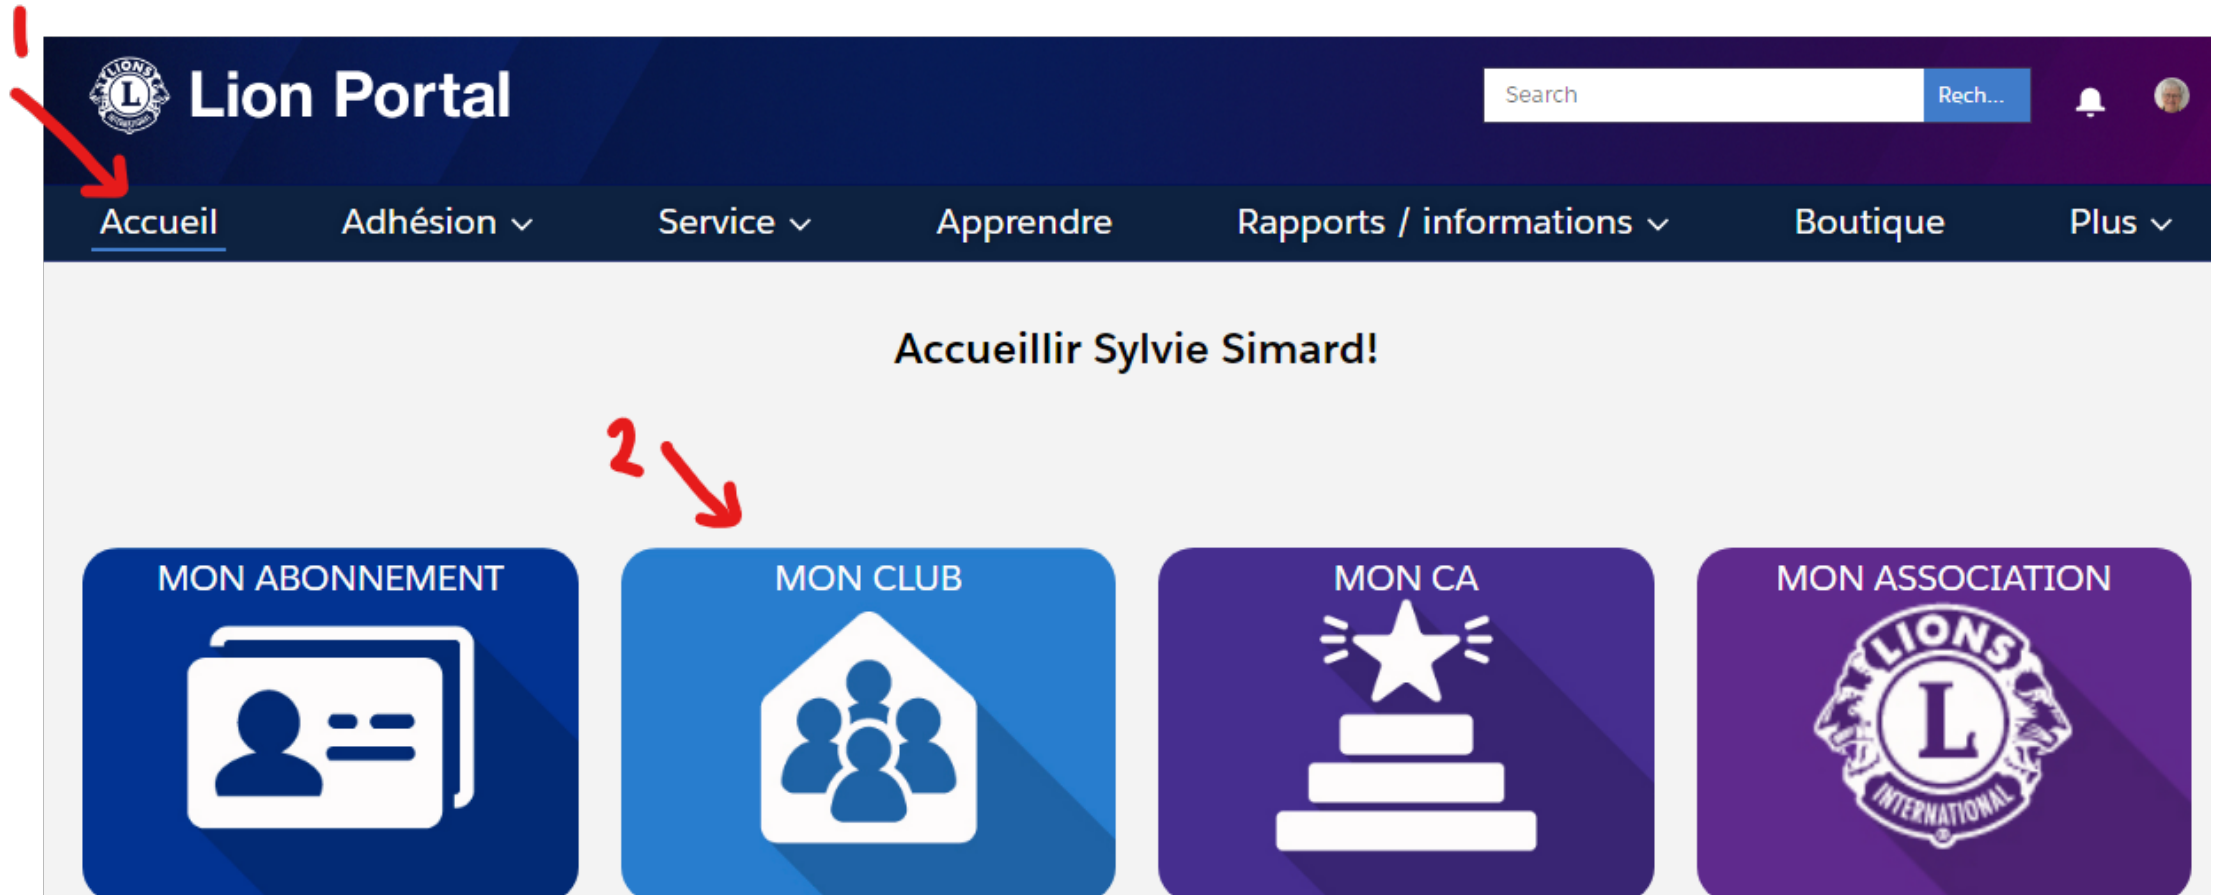 1
Lion Portal
Search
Rech...
Accueil Adhésion Service Apprendre Rapports / informations Boutique Plus
Accueillir Sylvie Simard!
2
MON ABONNEMENT
MON CLUB
MON CA
MON ASSOCIATION
LIONS
L
INTERNATIONAL